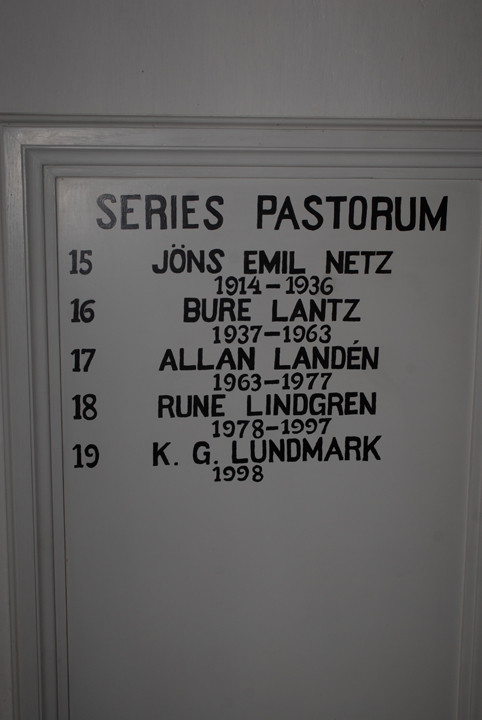 SERIES PASTORUM
15 JÖNS EMIL NETZ
1914–1936
16 BURE LANTZ
1937–1963
17 ALLAN LANDÉN
1963–1977
18 RUNE LINDGREN
1978–1997
19 K. G. LUNDMARK
1998